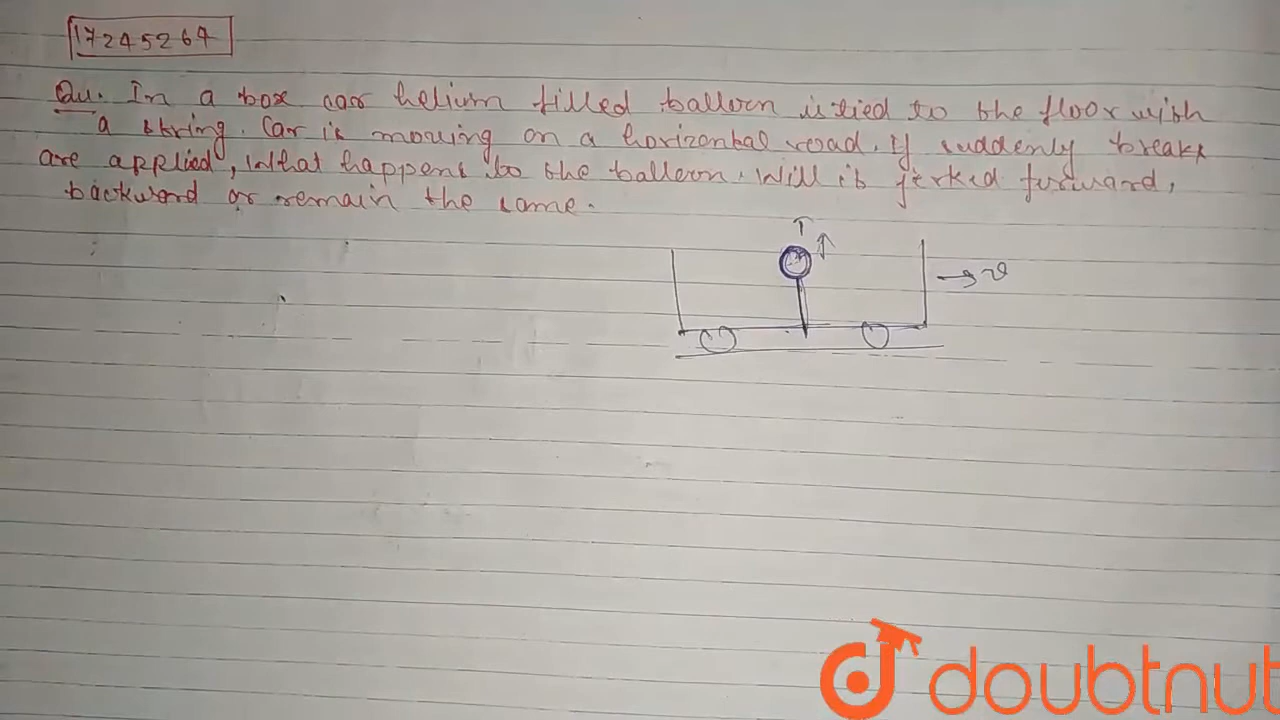 17245264
Qu. In a box car helium filled balloon is tied to the floor with
a string. Car is moving on a horizontal road. If suddenly breaks
are applied, What happens to the balloon. Will it jerked forward,
backward or remain the same.
T
v
doubtnut